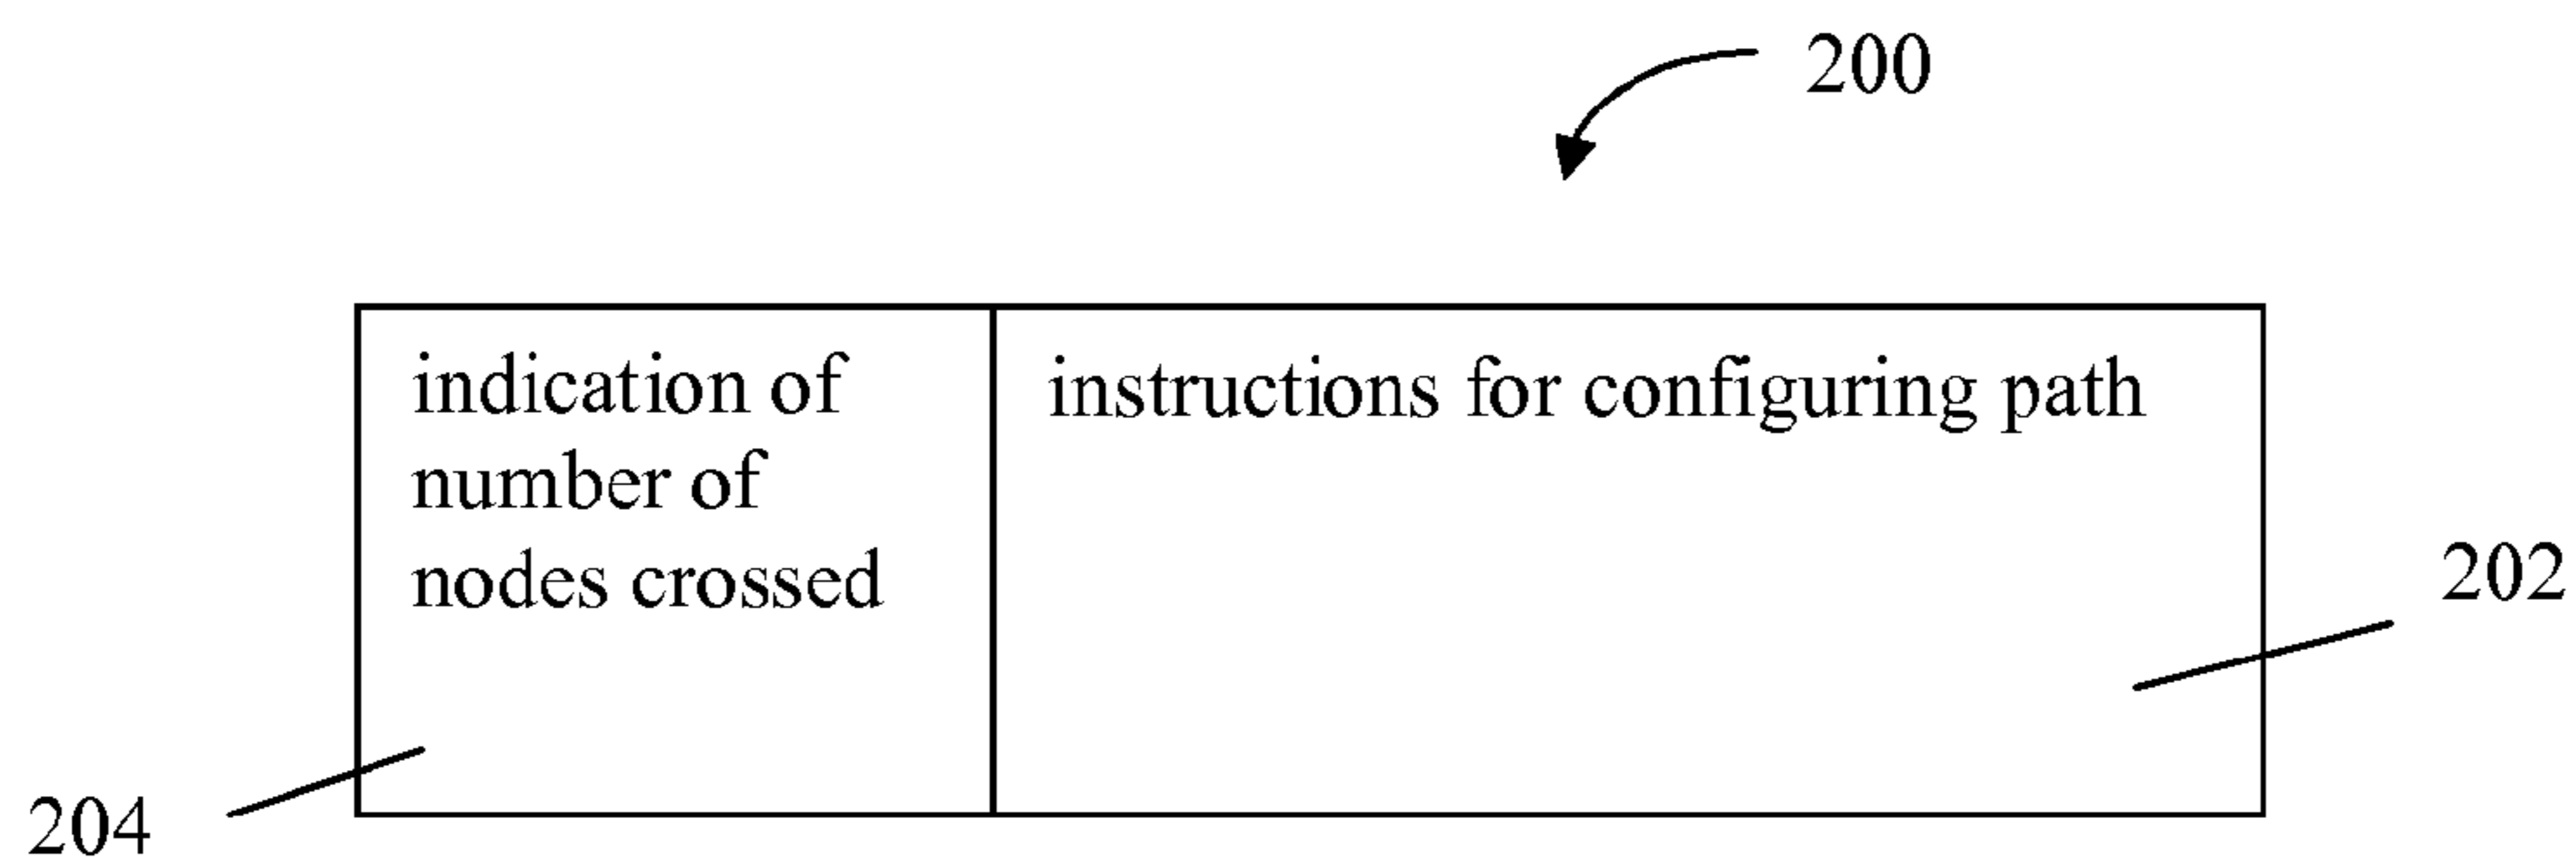 200
indication of
number of
nodes crossed
instructions for configuring path
202
204